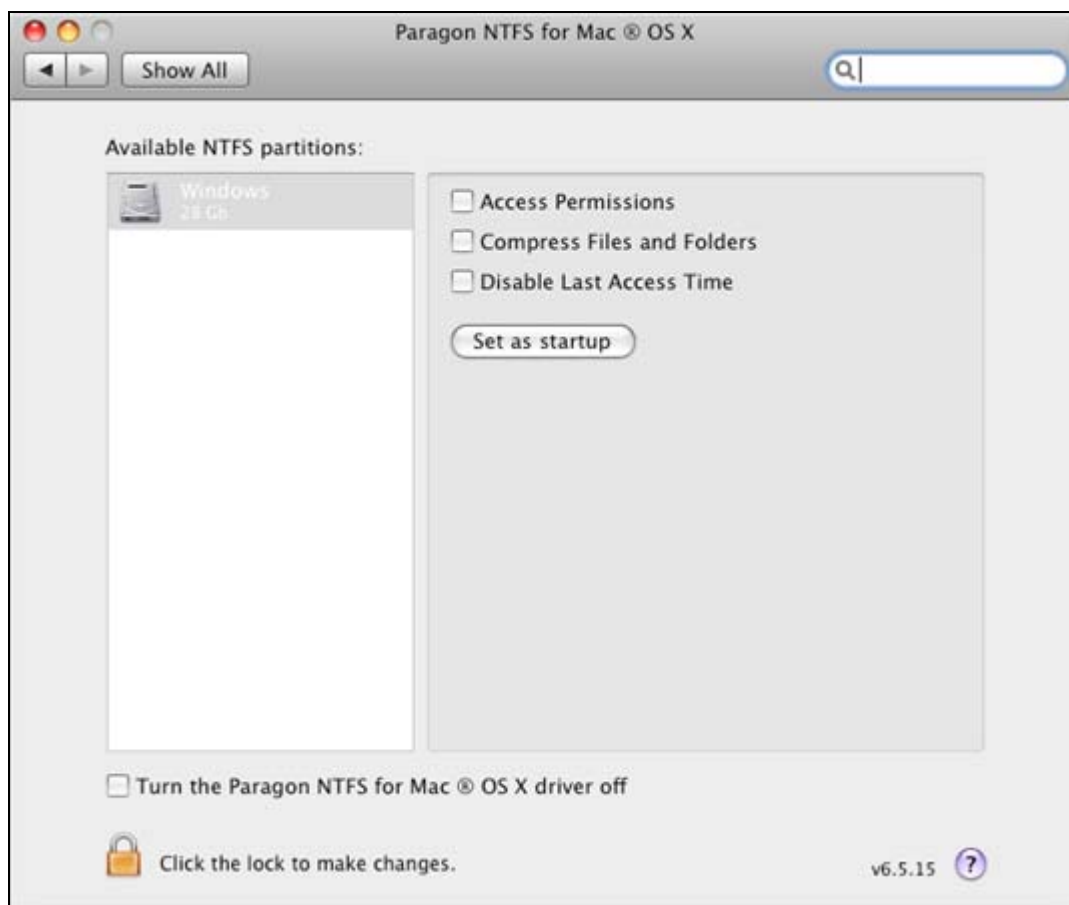 Paragon NTFS for Mac ® OS X
Show All
Available NTFS partitions:
Windows
28 Gb
Access Permissions
Compress Files and Folders
Disable Last Access Time
Set as startup
Turn the Paragon NTFS for Mac ® OS X driver off
Click the lock to make changes.
v6.5.15
?